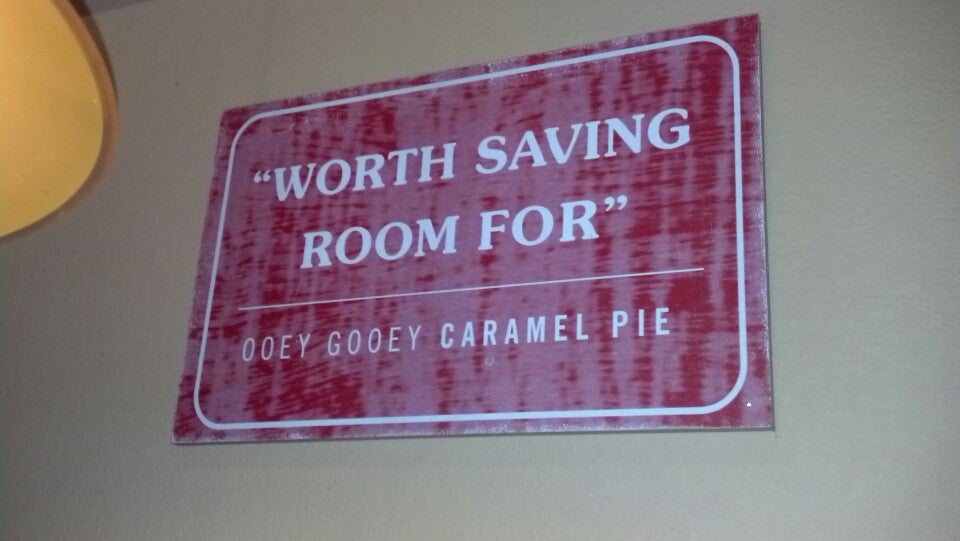 “WORTH SAVING
ROOM FOR”
OOEY GOOEY CARAMEL PIE